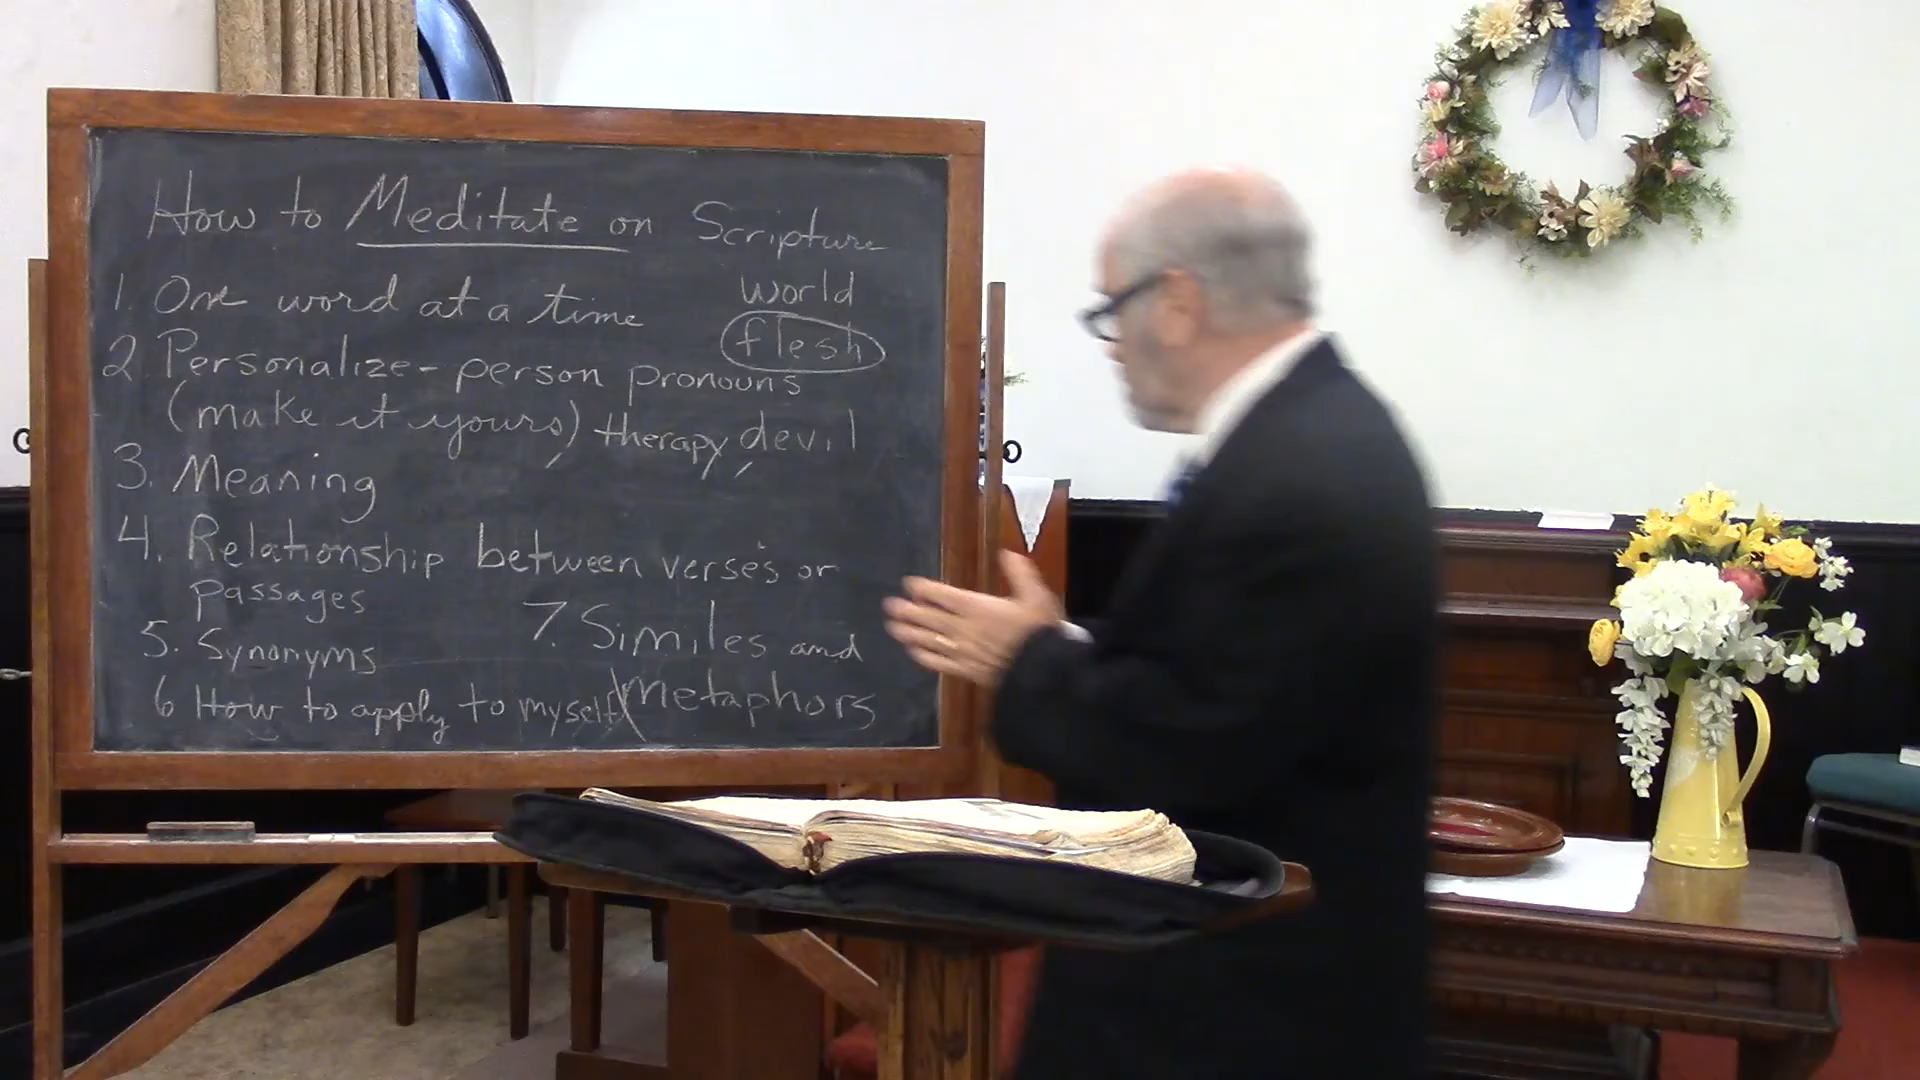 How to Meditate on Scripture
1. One word at a time
world
flesh
2 Personalize - person pronouns
(make it yours) therapy, devil
3. Meaning
4. Relationship between verses or
passages
5. Synonyms
6 How to apply to myself
7. Similes and
Metaphors